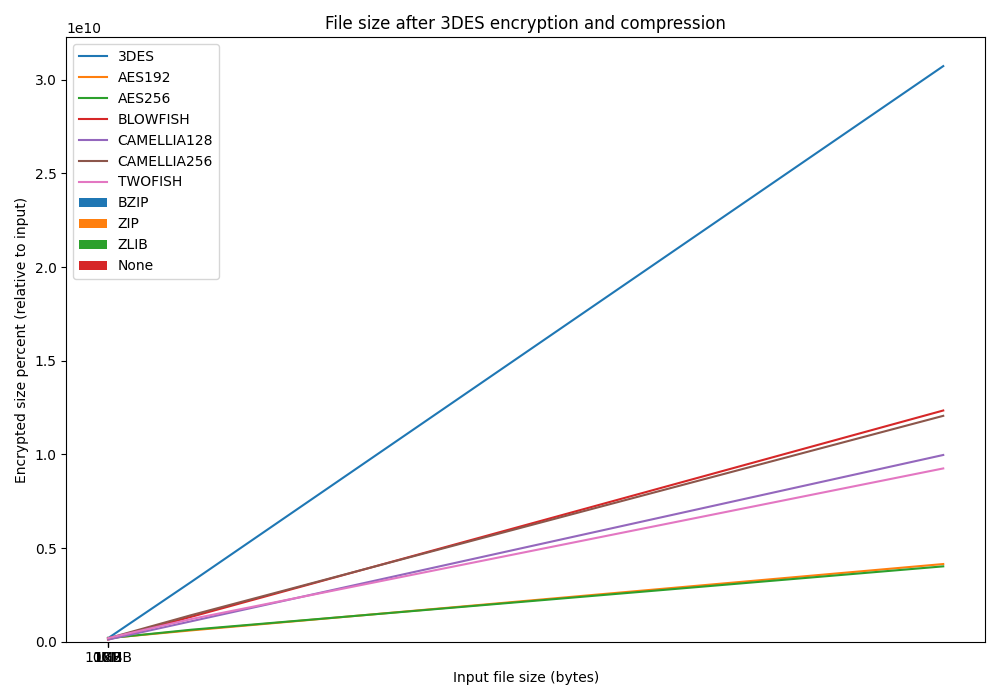 File size after 3DES encryption and compression
1e10
3DES
AES192
AES256
BLOWFISH
CAMELLIA128
CAMELLIA256
TWOFISH
BZIP
ZIP
ZLIB
None
3.0
2.5
2.0
1.5
1.0
0.5
0.0
Encrypted size percent (relative to input)
Input file size (bytes)